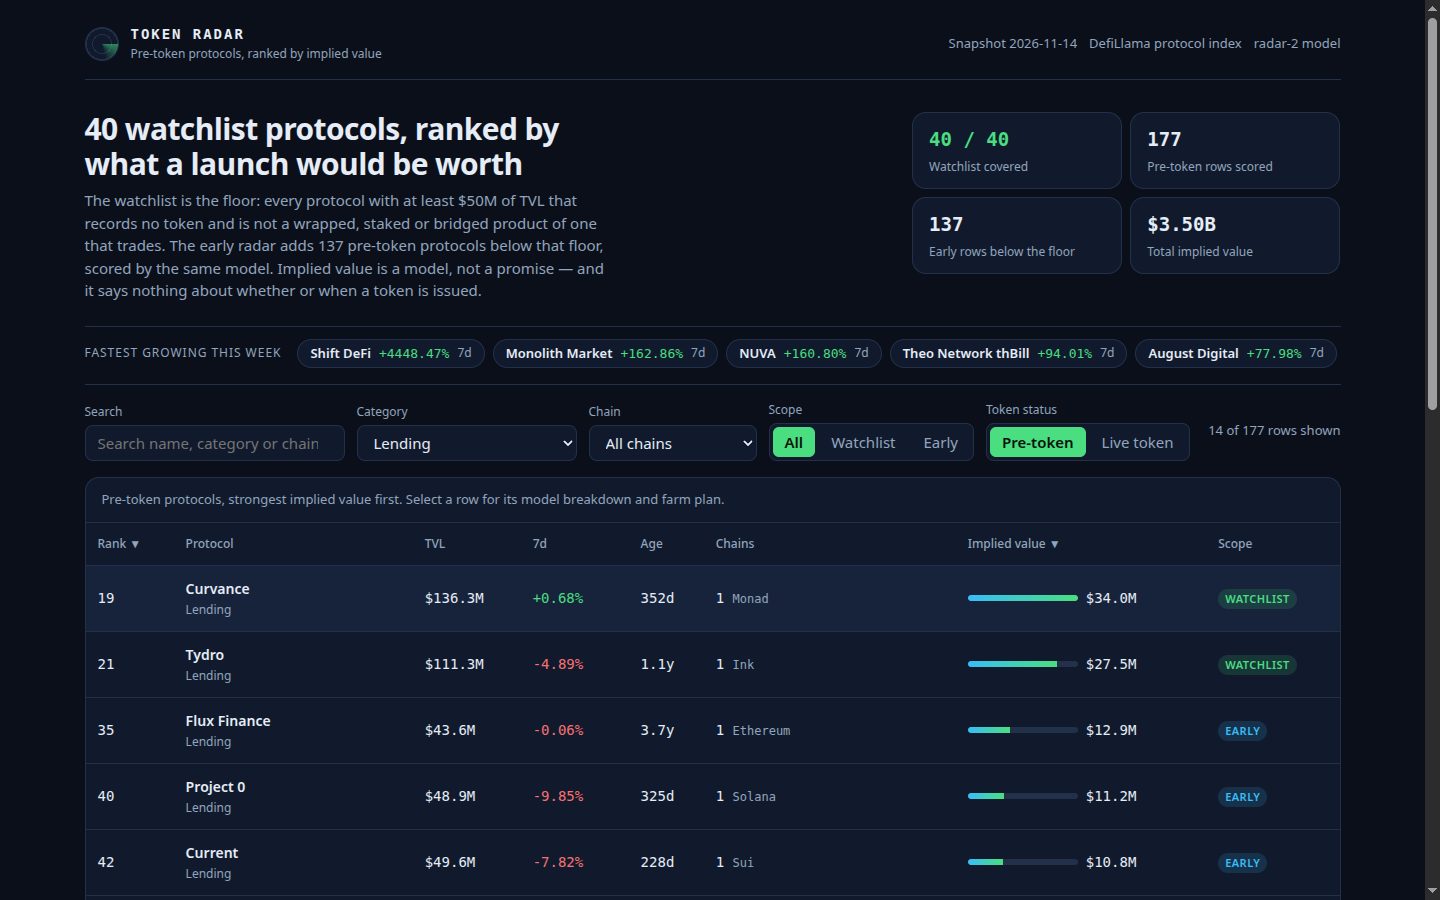 TOKEN RADAR
Pre-token protocols, ranked by implied value
Snapshot 2026-11-14 DefiLlama protocol index radar-2 model
40 watchlist protocols, ranked by
what a launch would be worth
The watchlist is the floor: every protocol with at least $50M of TVL that
records no token and is not a wrapped, staked or bridged product of one
that trades. The early radar adds 137 pre-token protocols below that floor,
scored by the same model. Implied value is a model, not a promise — and
it says nothing about whether or when a token is issued.
40 / 40
Watchlist covered
177
Pre-token rows scored
137
Early rows below the floor
$3.50B
Total implied value
FASTEST GROWING THIS WEEK
Shift DeFi +4448.47% 7d
Monolith Market +162.86% 7d
NUVA +160.80% 7d
Theo Network thBill +94.01% 7d
August Digital +77.98% 7d
Search
Search name, category or chain
Category
Lending
Chain
All chains
Scope
All Watchlist Early
Token status
Pre-token Live token
14 of 177 rows shown
Pre-token protocols, strongest implied value first. Select a row for its model breakdown and farm plan.
Rank ▼ Protocol TVL 7d Age Chains Implied value ▼ Scope
19 Curvance Lending $136.3M +0.68% 352d 1 Monad $34.0M WATCHLIST
21 Tydro Lending $111.3M -4.89% 1.1y 1 Ink $27.5M WATCHLIST
35 Flux Finance Lending $43.6M -0.06% 3.7y 1 Ethereum $12.9M EARLY
40 Project 0 Lending $48.9M -9.85% 325d 1 Solana $11.2M EARLY
42 Current Lending $49.6M -7.82% 228d 1 Sui $10.8M EARLY